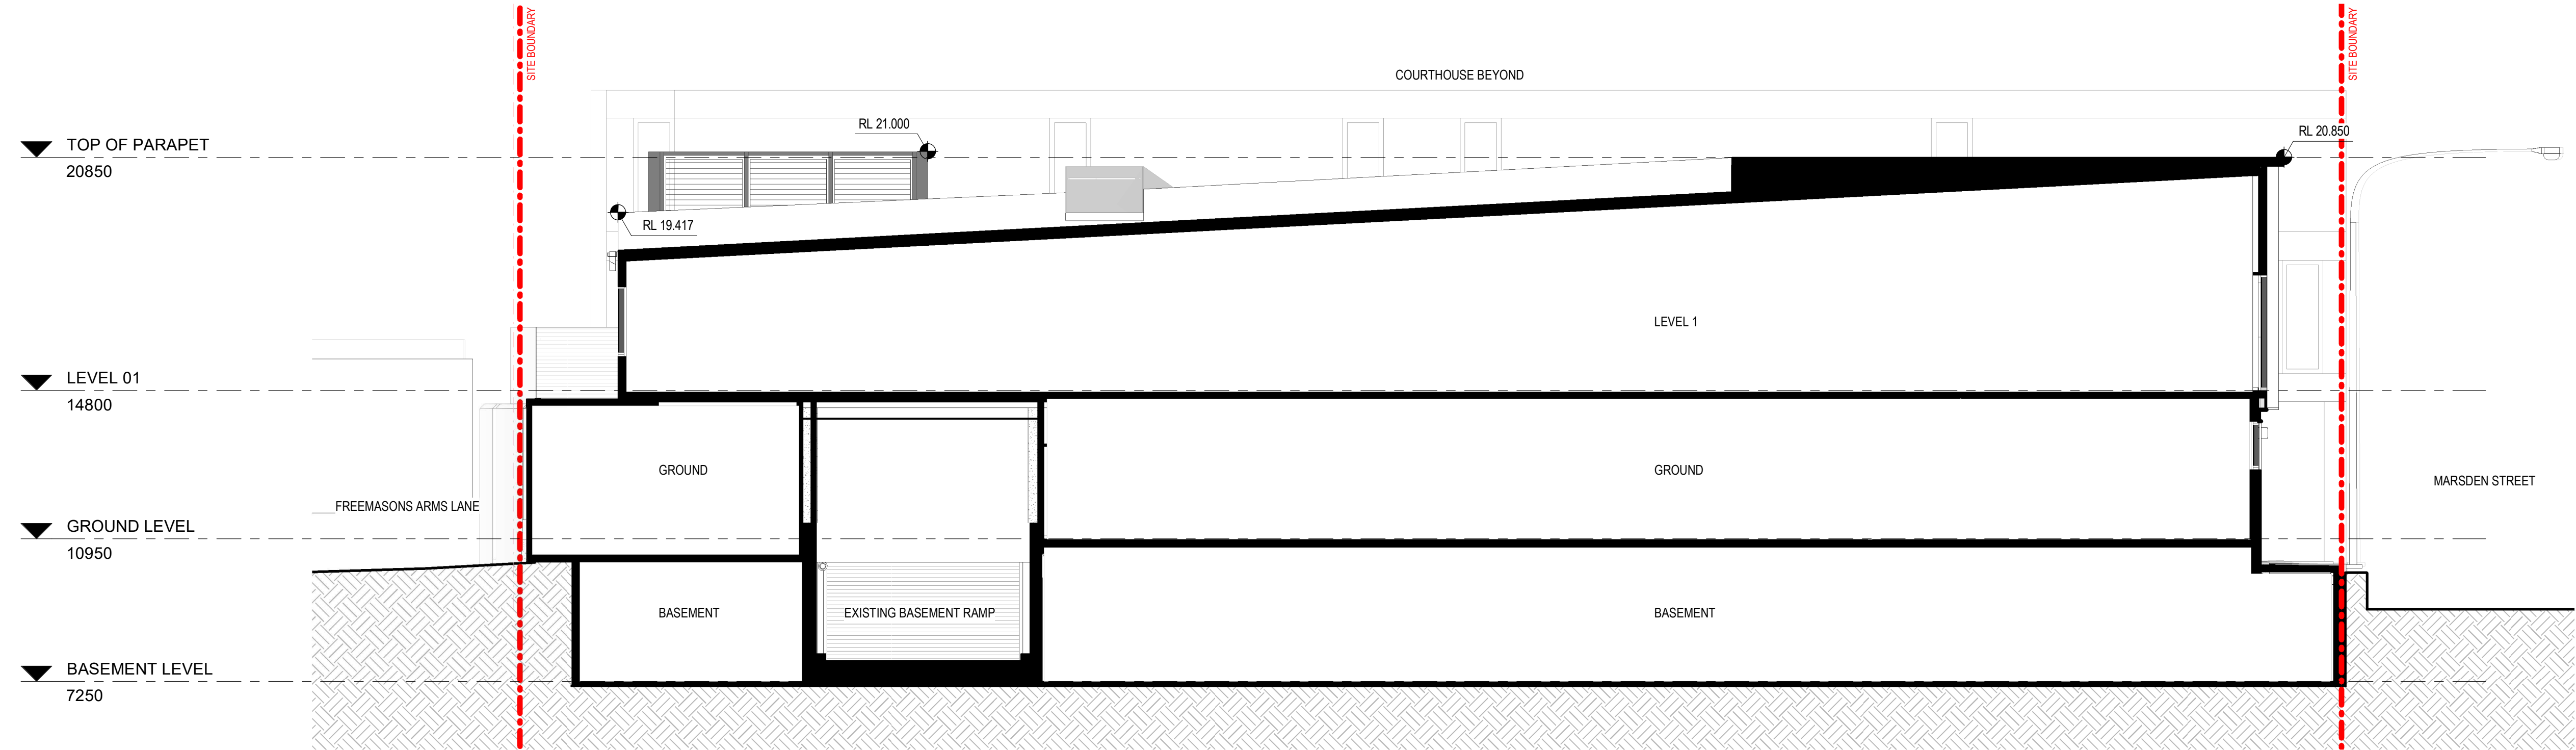 SITE BOUNDARY
SITE BOUNDARY
COURTHOUSE BEYOND
RL 21.000
RL 20.850
TOP OF PARAPET
20850
RL 19.417
LEVEL 1
LEVEL 01
14800
GROUND
GROUND
MARSDEN STREET
FREEMASONS ARMS LANE
GROUND LEVEL
10950
BASEMENT
EXISTING BASEMENT RAMP
BASEMENT
BASEMENT LEVEL
7250